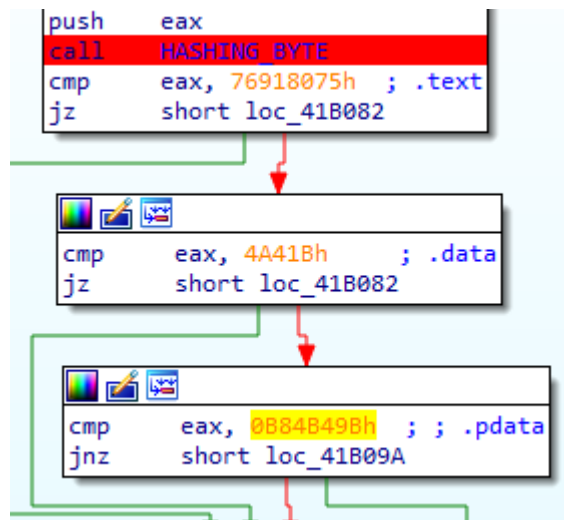 push eax
call HASHING_BYTE
cmp eax, 76918075h ; .text
jz short loc_41B082
cmp eax, 4A41Bh ; .data
jz short loc_41B082
cmp eax, 0B84B49Bh ; ; .pdata
jnz short loc_41B09A